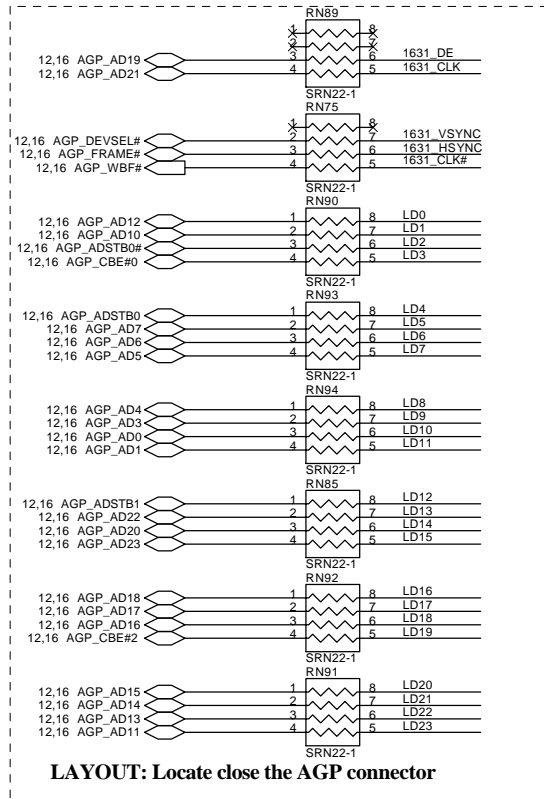 RN89
1 8
2 7
12,16 AGP_AD19 3 6 1631_DE
12,16 AGP_AD21 4 5 1631_CLK
SRN22-1
RN75
1 8
12,16 AGP_DEVSEL# 2 7 1631_VSYNC
12,16 AGP_FRAME# 3 6 1631_HSYNC
12,16 AGP_WBF# 4 5 1631_CLK#
SRN22-1
RN90
12,16 AGP_AD12 1 8 LD0
12,16 AGP_AD10 2 7 LD1
12,16 AGP_ADSTB0# 3 6 LD2
12,16 AGP_CBE#0 4 5 LD3
SRN22-1
RN93
12,16 AGP_ADSTB0 1 8 LD4
12,16 AGP_AD7 2 7 LD5
12,16 AGP_AD6 3 6 LD6
12,16 AGP_AD5 4 5 LD7
SRN22-1
RN94
12,16 AGP_AD4 1 8 LD8
12,16 AGP_AD3 2 7 LD9
12,16 AGP_AD0 3 6 LD10
12,16 AGP_AD1 4 5 LD11
SRN22-1
RN85
12,16 AGP_ADSTB1 1 8 LD12
12,16 AGP_AD22 2 7 LD13
12,16 AGP_AD20 3 6 LD14
12,16 AGP_AD23 4 5 LD15
SRN22-1
RN92
12,16 AGP_AD18 1 8 LD16
12,16 AGP_AD17 2 7 LD17
12,16 AGP_AD16 3 6 LD18
12,16 AGP_CBE#2 4 5 LD19
SRN22-1
RN91
12,16 AGP_AD15 1 8 LD20
12,16 AGP_AD14 2 7 LD21
12,16 AGP_AD13 3 6 LD22
12,16 AGP_AD11 4 5 LD23
SRN22-1
LAYOUT: Locate close the AGP connector